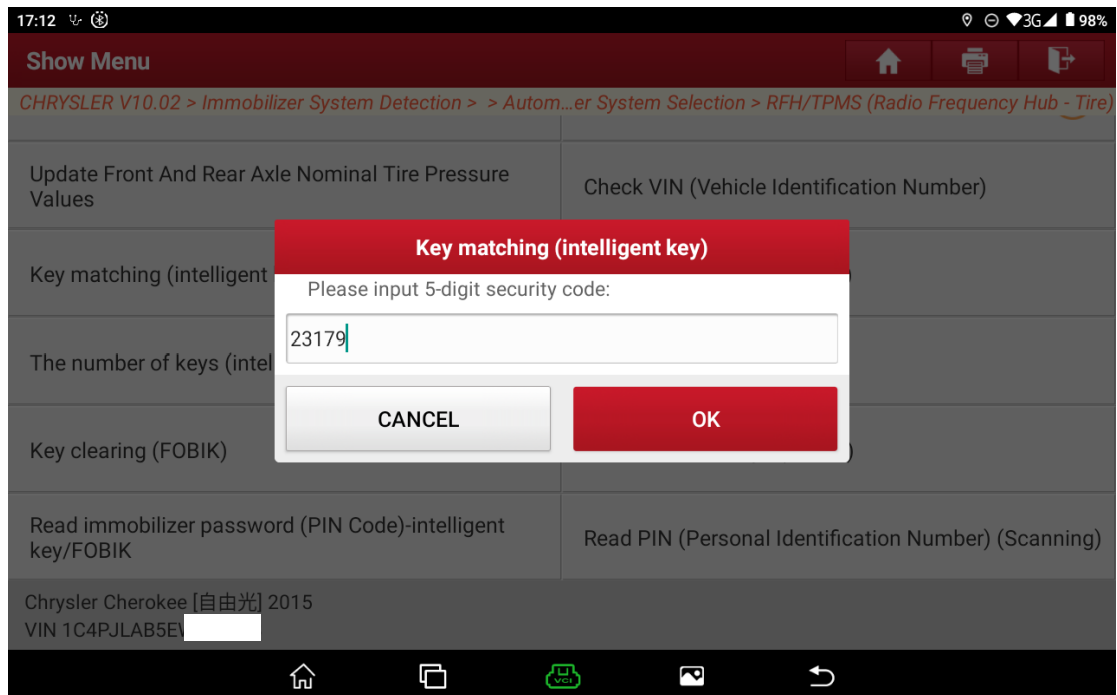 17:12
3G 98%
Show Menu
CHRYSLER V10.02 > Immobilizer System Detection > > Autom...er System Selection > RFH/TPMS (Radio Frequency Hub - Tire)
Update Front And Rear Axle Nominal Tire Pressure
Values
Check VIN (Vehicle Identification Number)
Key matching (intelligent key)
Key matching (intelligent
Please input 5-digit security code:
23179
The number of keys (intel
CANCEL
OK
Key clearing (FOBIK)
)
Read immobilizer password (PIN Code)-intelligent
key/FOBIK
Read PIN (Personal Identification Number) (Scanning)
Chrysler Cherokee [自由光] 2015
VIN 1C4PJLAB5E
VCI